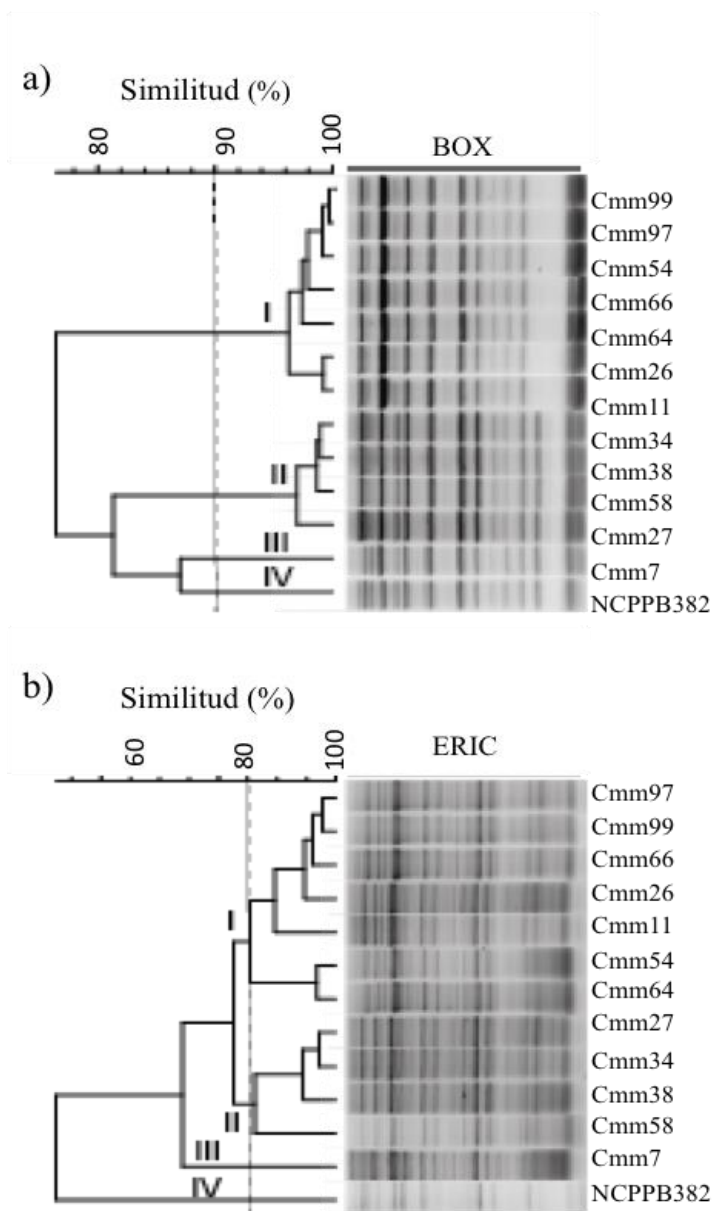 a)
Similitud (%)
80
90
100
BOX
I
II
III
IV
Cmm99
Cmm97
Cmm54
Cmm66
Cmm64
Cmm26
Cmm11
Cmm34
Cmm38
Cmm58
Cmm27
Cmm7
NCPPB382
b)
Similitud (%)
60
80
100
ERIC
I
II
III
IV
Cmm97
Cmm99
Cmm66
Cmm26
Cmm11
Cmm54
Cmm64
Cmm27
Cmm34
Cmm38
Cmm58
Cmm7
NCPPB382